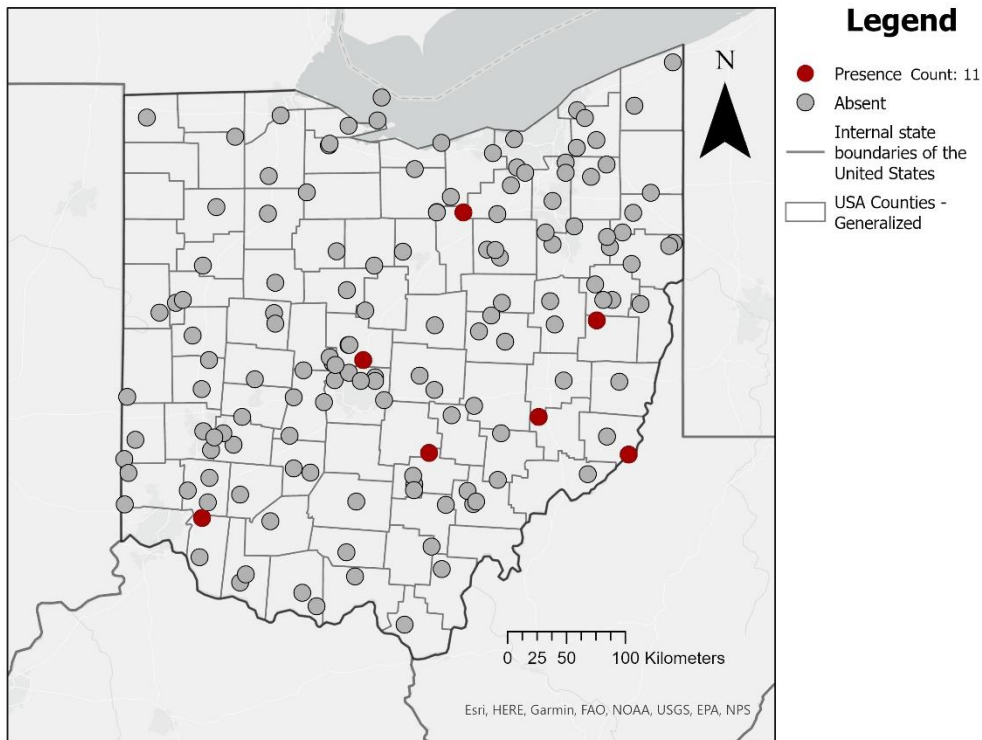 Legend
Presence Count: 11
Absent
Internal state
boundaries of the
United States
USA Counties -
Generalized
N
0 25 50 100 Kilometers
Esri, HERE, Garmin, FAO, NOAA, USGS, EPA, NPS